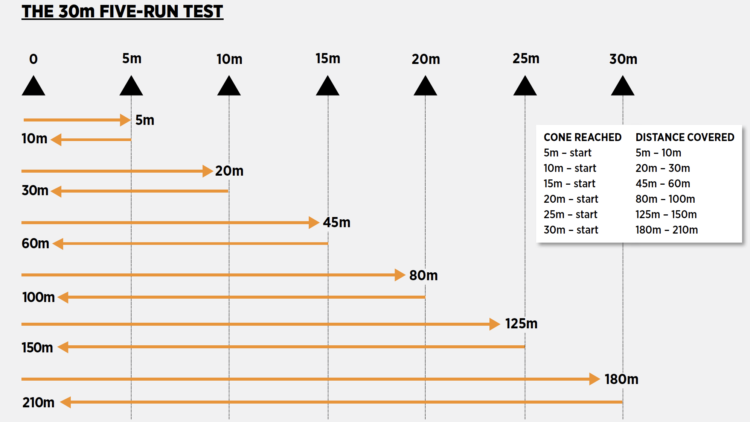 THE 30m FIVE-RUN TEST
0 5m 10m 15m 20m 25m 30m
5m
10m
20m
30m
45m
60m
80m
100m
125m
150m
180m
210m
CONE REACHED DISTANCE COVERED
5m – start 5m – 10m
10m – start 20m – 30m
15m – start 45m – 60m
20m – start 80m – 100m
25m – start 125m – 150m
30m – start 180m – 210m